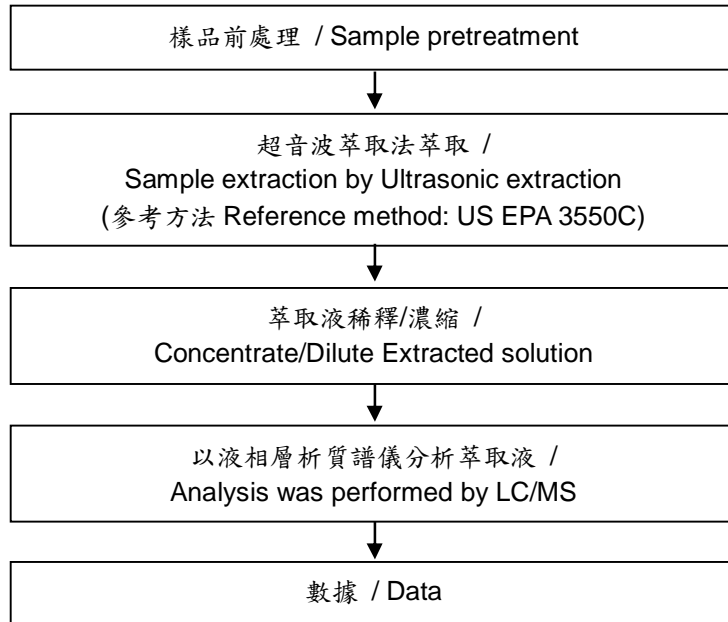 樣品前處理 / Sample pretreatment
超音波萃取法萃取 /
Sample extraction by Ultrasonic extraction
(參考方法 Reference method: US EPA 3550C)
萃取液稀釋/濃縮 /
Concentrate/Dilute Extracted solution
以液相層析質譜儀分析萃取液 /
Analysis was performed by LC/MS
數據 / Data